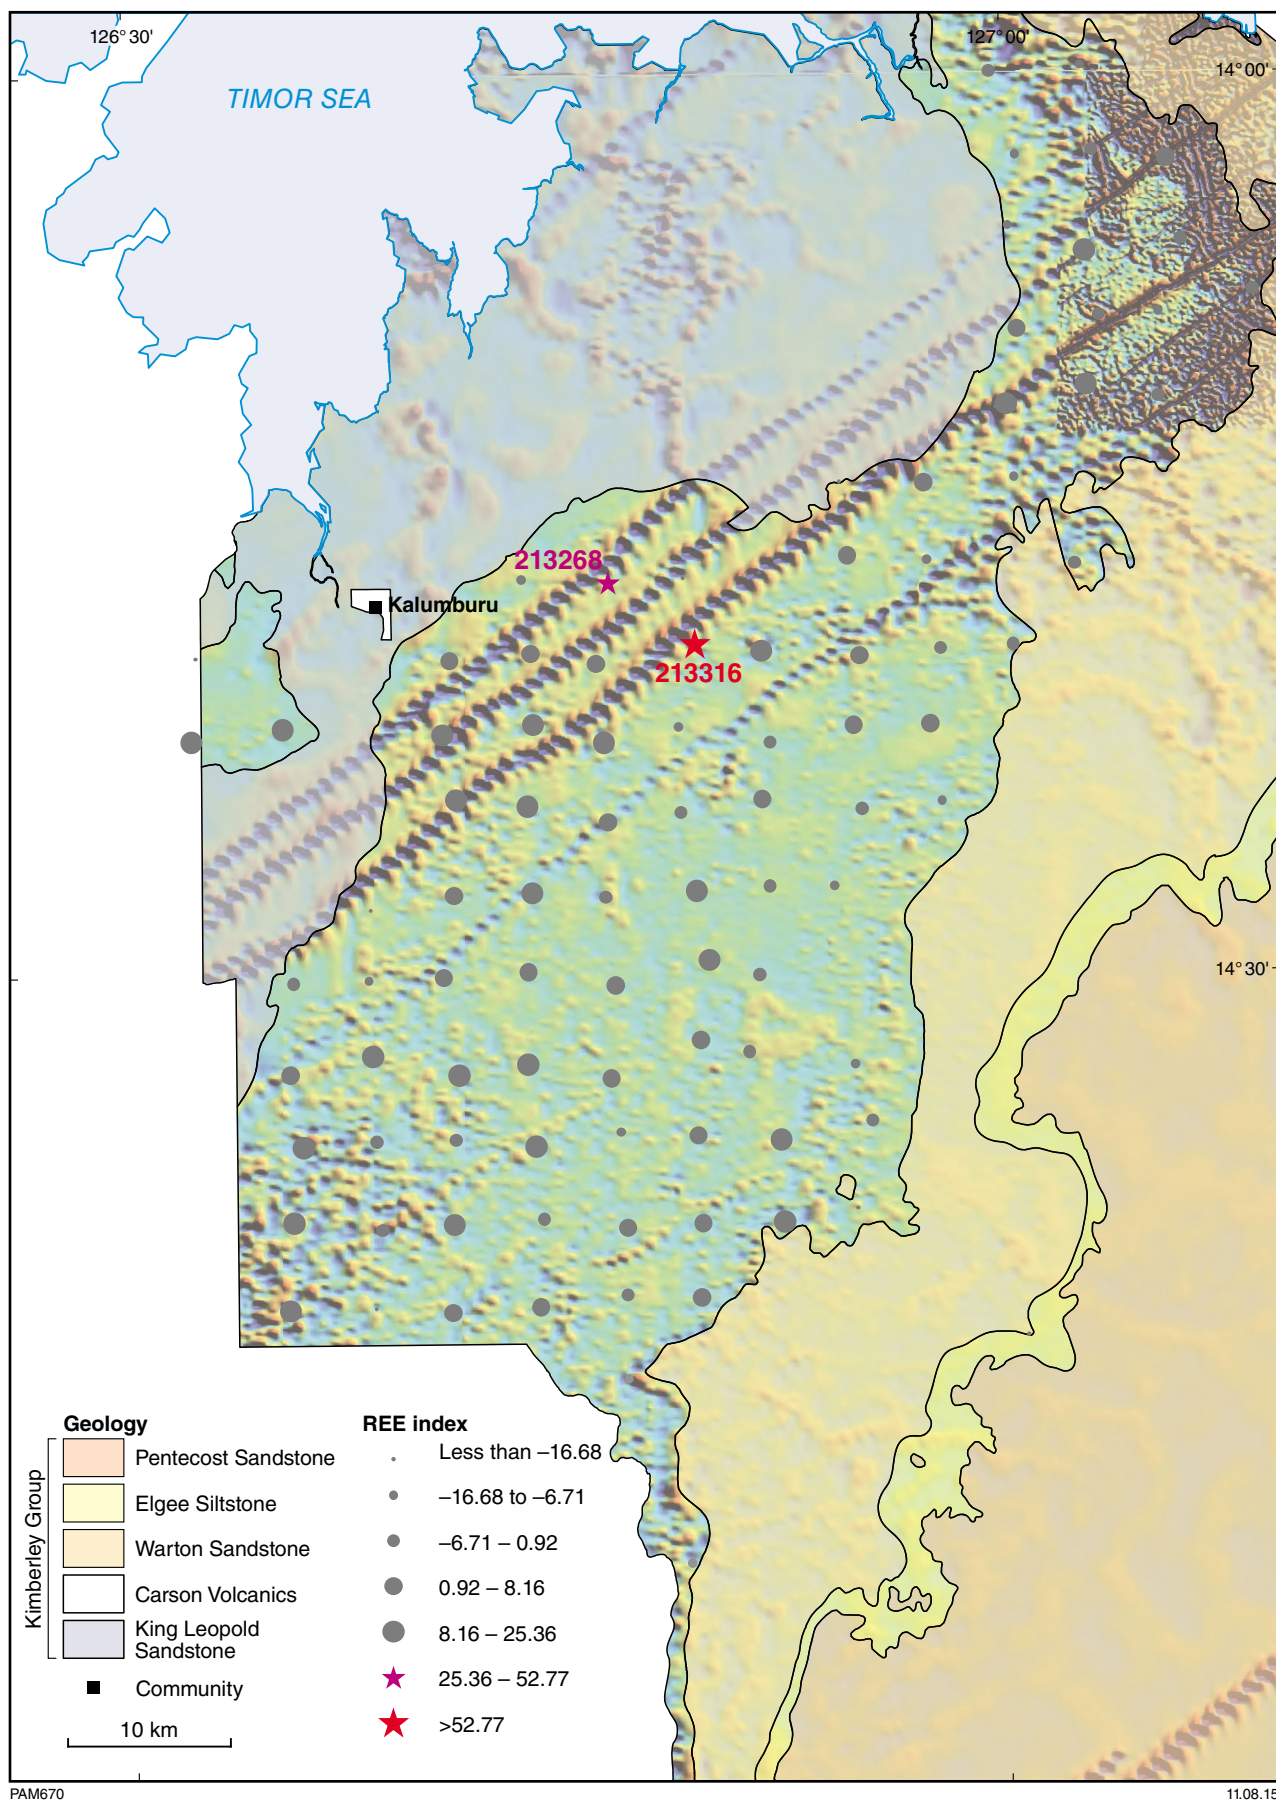 126°30'
127°00'
14°00'
TIMOR SEA
213268
Kalumburu
213316
14°30'
Geology
Kimberley Group
Pentecost Sandstone
Elgee Siltstone
Warton Sandstone
Carson Volcanics
King Leopold
Sandstone
Community
10 km
REE index
Less than –16.68
–16.68 to –6.71
–6.71 – 0.92
0.92 – 8.16
8.16 – 25.36
25.36 – 52.77
>52.77
PAM670
11.08.15